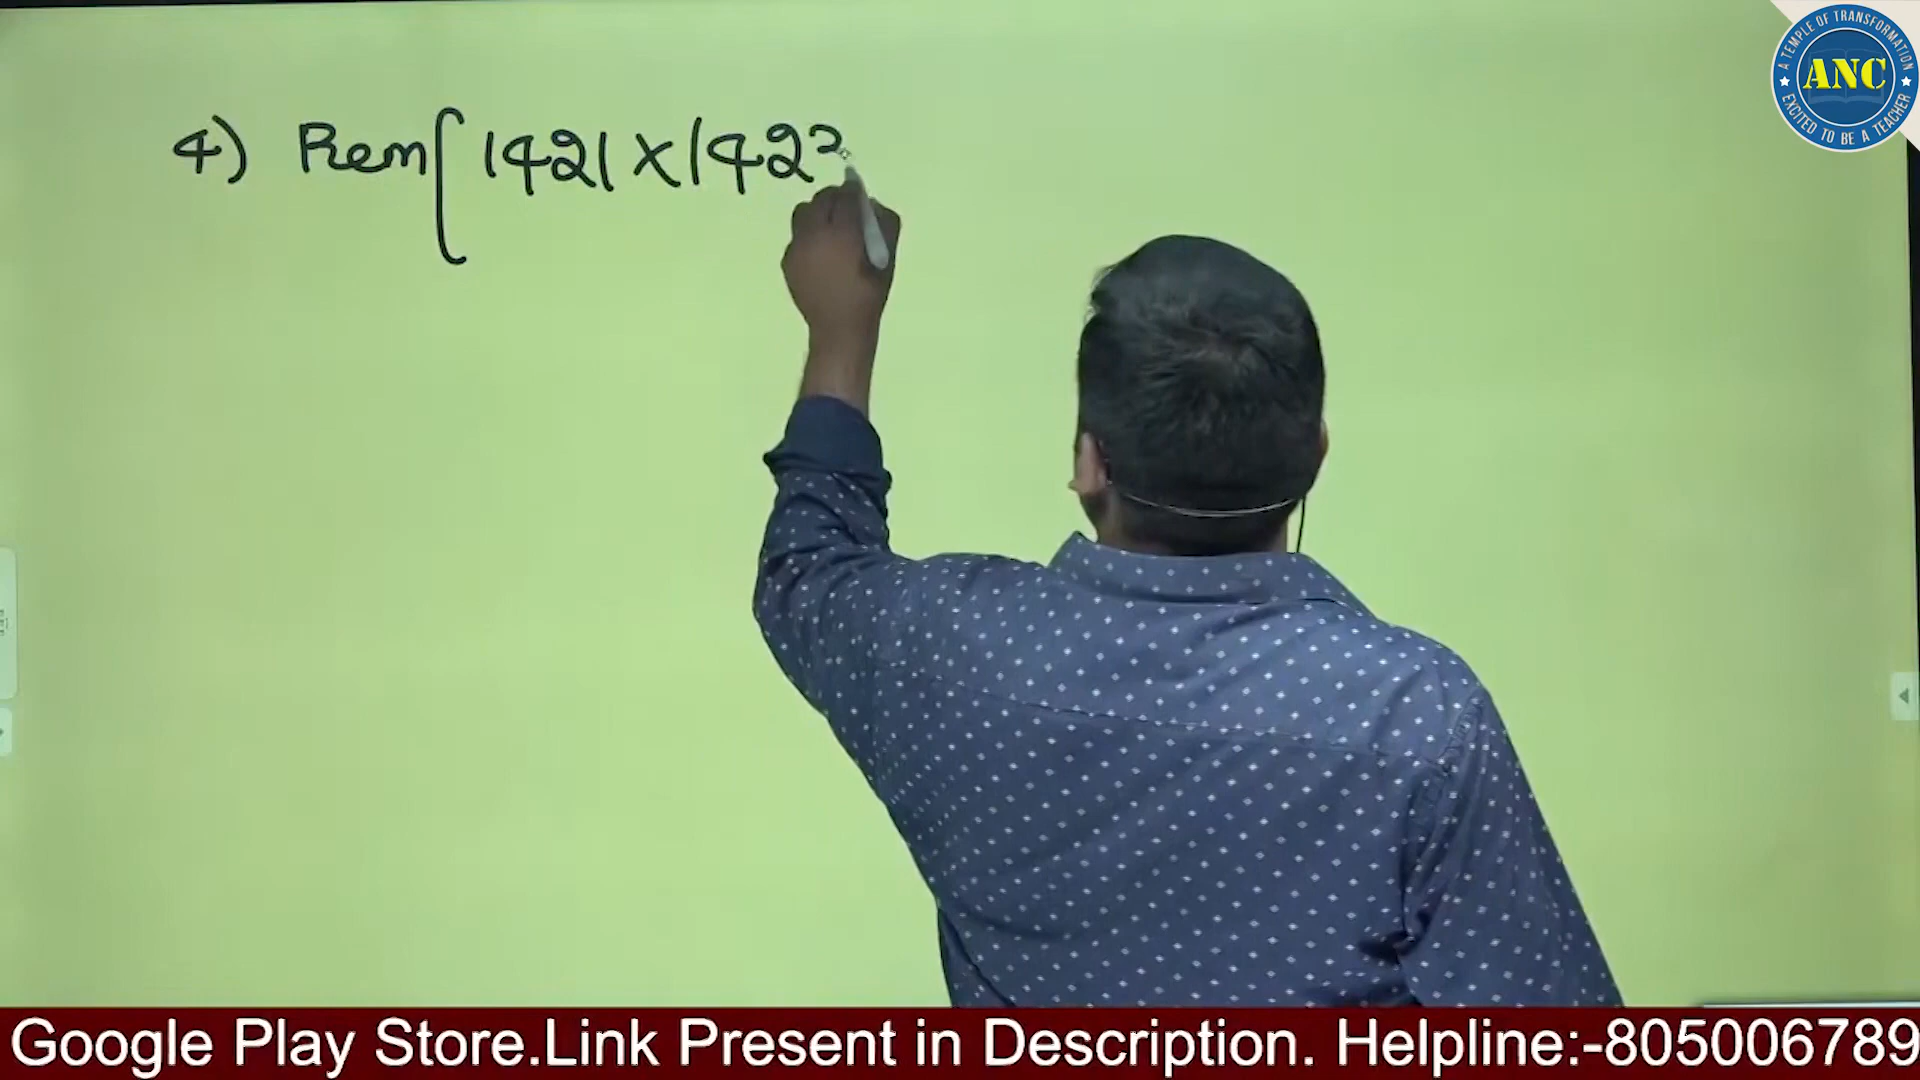 4) Rem[ 1421 x 142
A TEMPLE OF TRANSFORMATION
ANC
EXCITED TO BE A TEACHER
Google Play Store.Link Present in Description. Helpline:-805006789